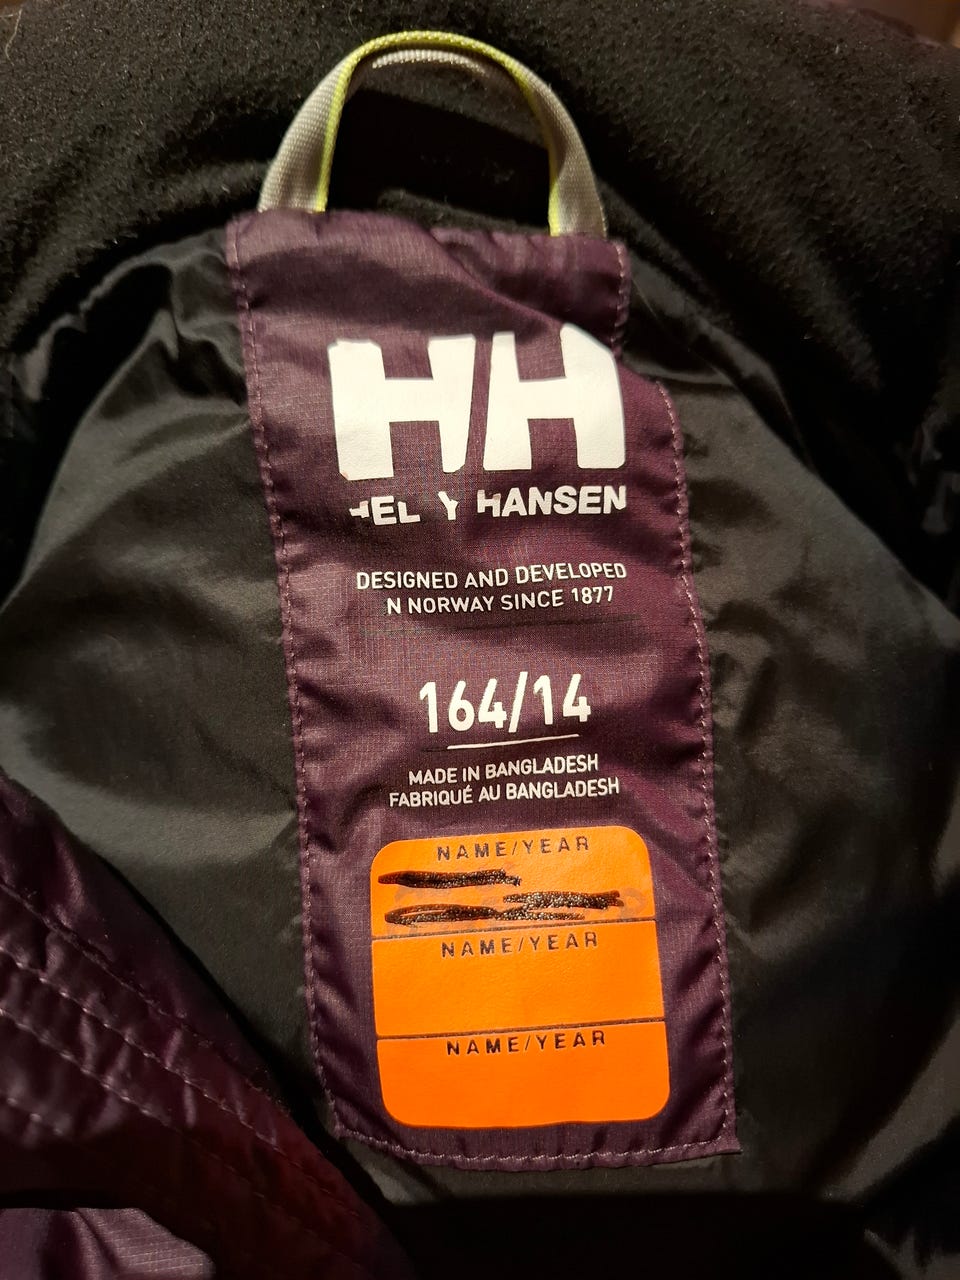 HH
HELLY HANSEN
DESIGNED AND DEVELOPED
N NORWAY SINCE 1877
164/14
MADE IN BANGLADESH
FABRIQUÉ AU BANGLADESH
NAME/YEAR
NAME/YEAR
NAME/YEAR